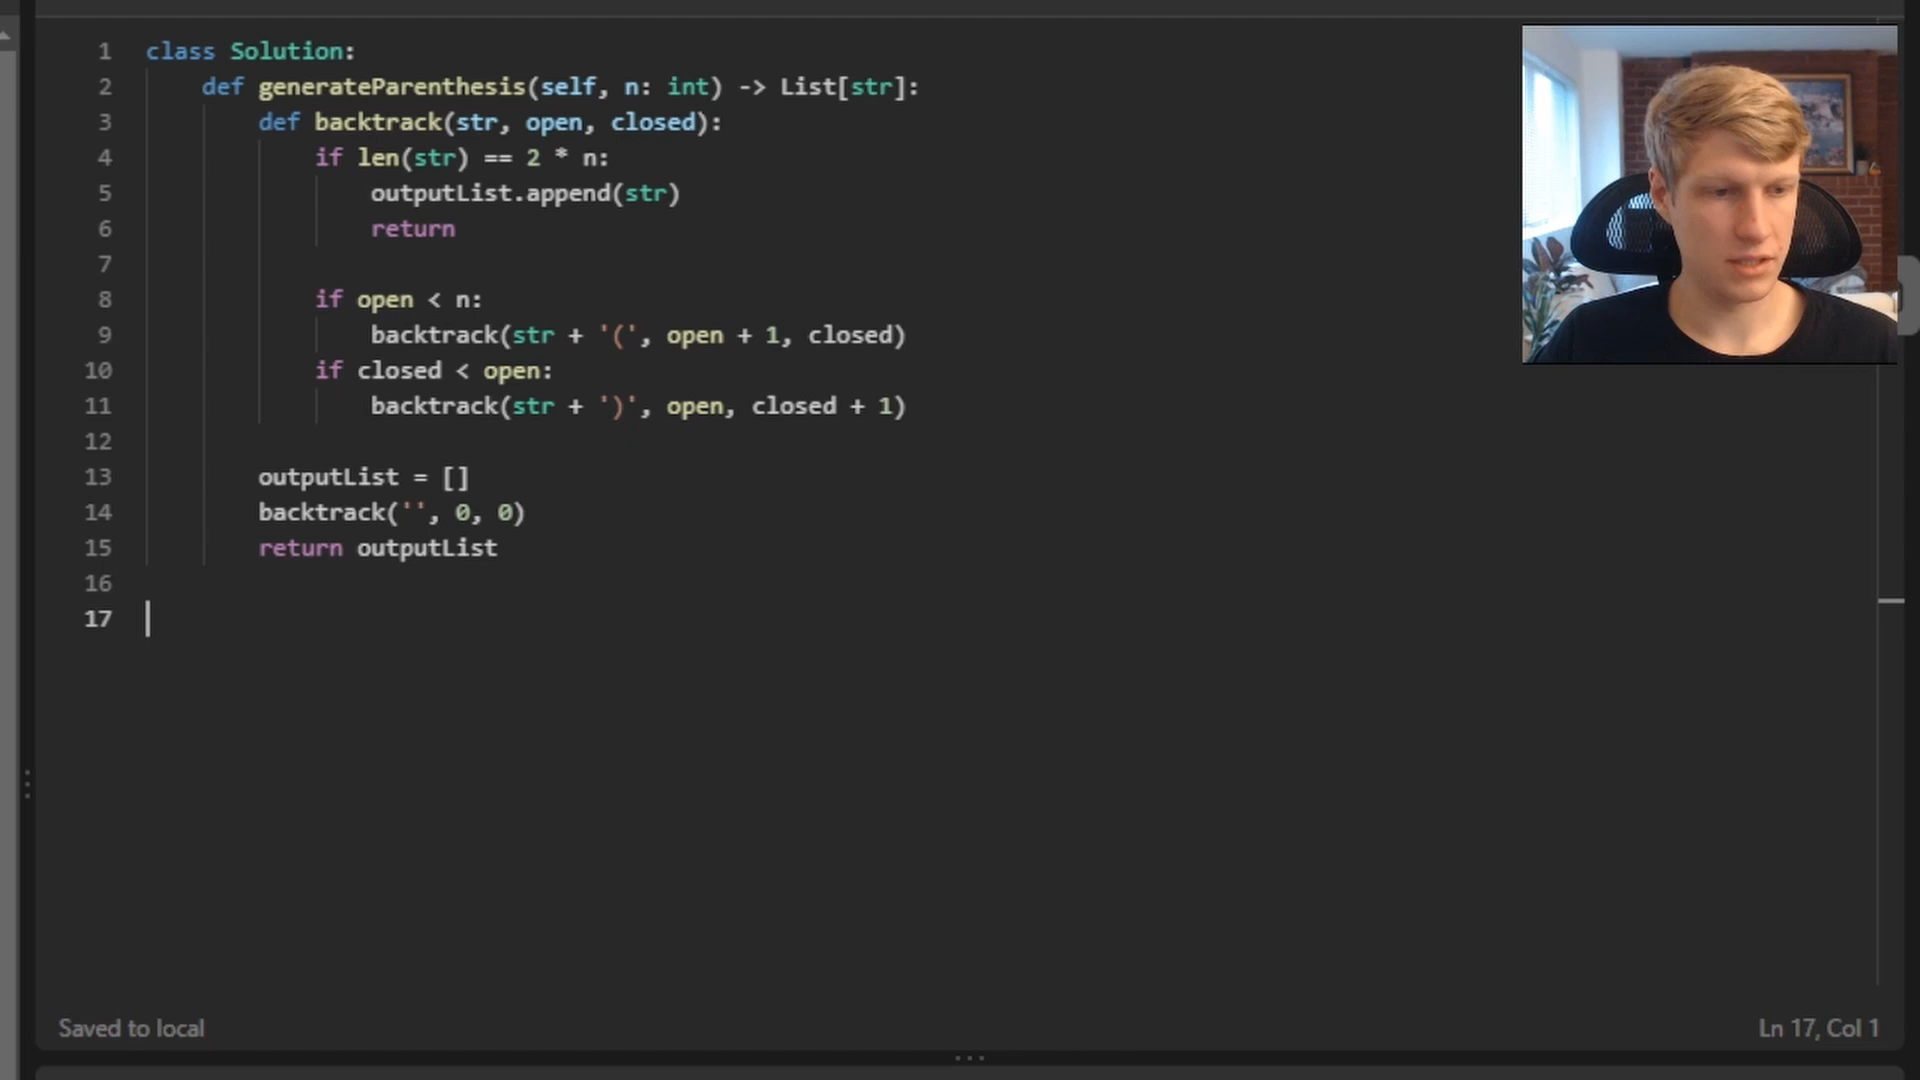 1 class Solution:
2 def generateParenthesis(self, n: int) -> List[str]:
3 def backtrack(str, open, closed):
4 if len(str) == 2 * n:
5 outputList.append(str)
6 return
7
8 if open < n:
9 backtrack(str + '(', open + 1, closed)
10 if closed < open:
11 backtrack(str + ')', open, closed + 1)
12
13 outputList = []
14 backtrack('', 0, 0)
15 return outputList
16
17
Saved to local
Ln 17, Col 1